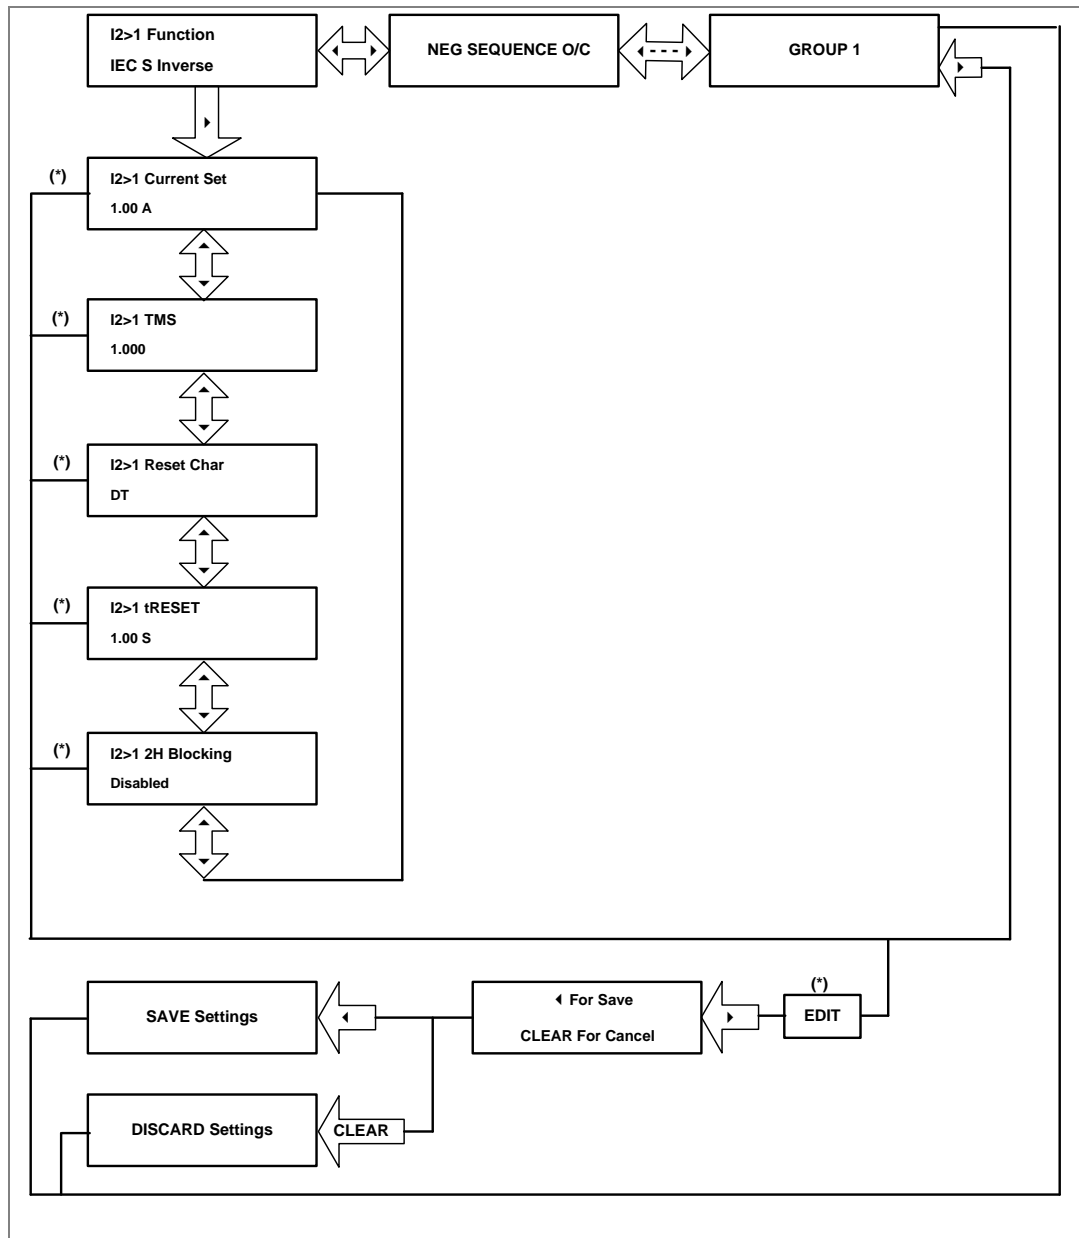 I2>1 Function
IEC S Inverse
NEG SEQUENCE O/C
GROUP 1
(*)
I2>1 Current Set
1.00 A
(*)
I2>1 TMS
1.000
(*)
I2>1 Reset Char
DT
(*)
I2>1 tRESET
1.00 S
(*)
I2>1 2H Blocking
Disabled
SAVE Settings
For Save
CLEAR For Cancel
(*)
EDIT
DISCARD Settings
CLEAR